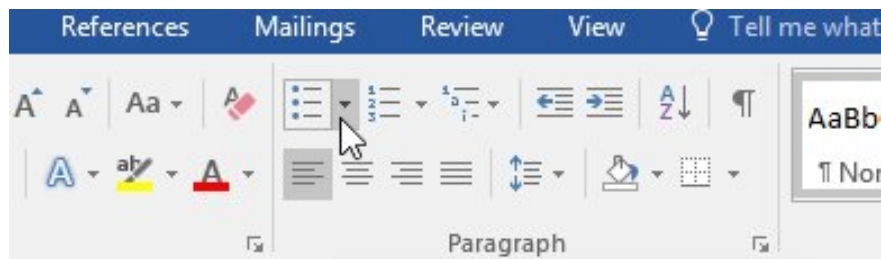 References Mailings Review View Tell me what
Aa AaBb
¶ Nor
Paragraph